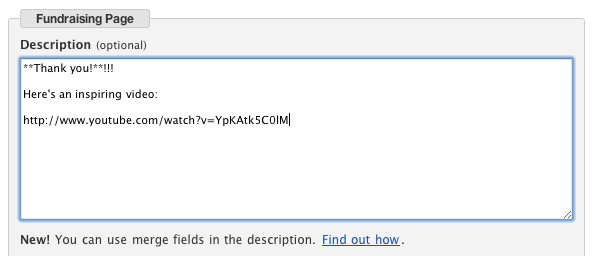 Fundraising Page
Description (optional)
**Thank you!**!!!
Here's an inspiring video:
http://www.youtube.com/watch?v=YpKAtk5C0lM
New! You can use merge fields in the description. Find out how.